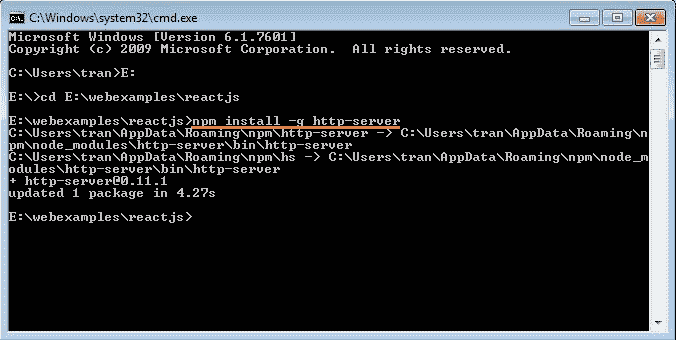 C:\Windows\system32\cmd.exe
Microsoft Windows [Version 6.1.7601]
Copyright (c) 2009 Microsoft Corporation.  All rights reserved.
C:\Users\tran>E:
E:\>cd E:\webexamples\reactjs
E:\webexamples\reactjs>npm install -g http-server
C:\Users\tran\AppData\Roaming\npm\http-server -> C:\Users\tran\AppData\Roaming\n
pm\node_modules\http-server\bin\http-server
C:\Users\tran\AppData\Roaming\npm\hs -> C:\Users\tran\AppData\Roaming\npm\node_m
odules\http-server\bin\http-server
+ http-server@0.11.1
updated 1 package in 4.27s
E:\webexamples\reactjs>